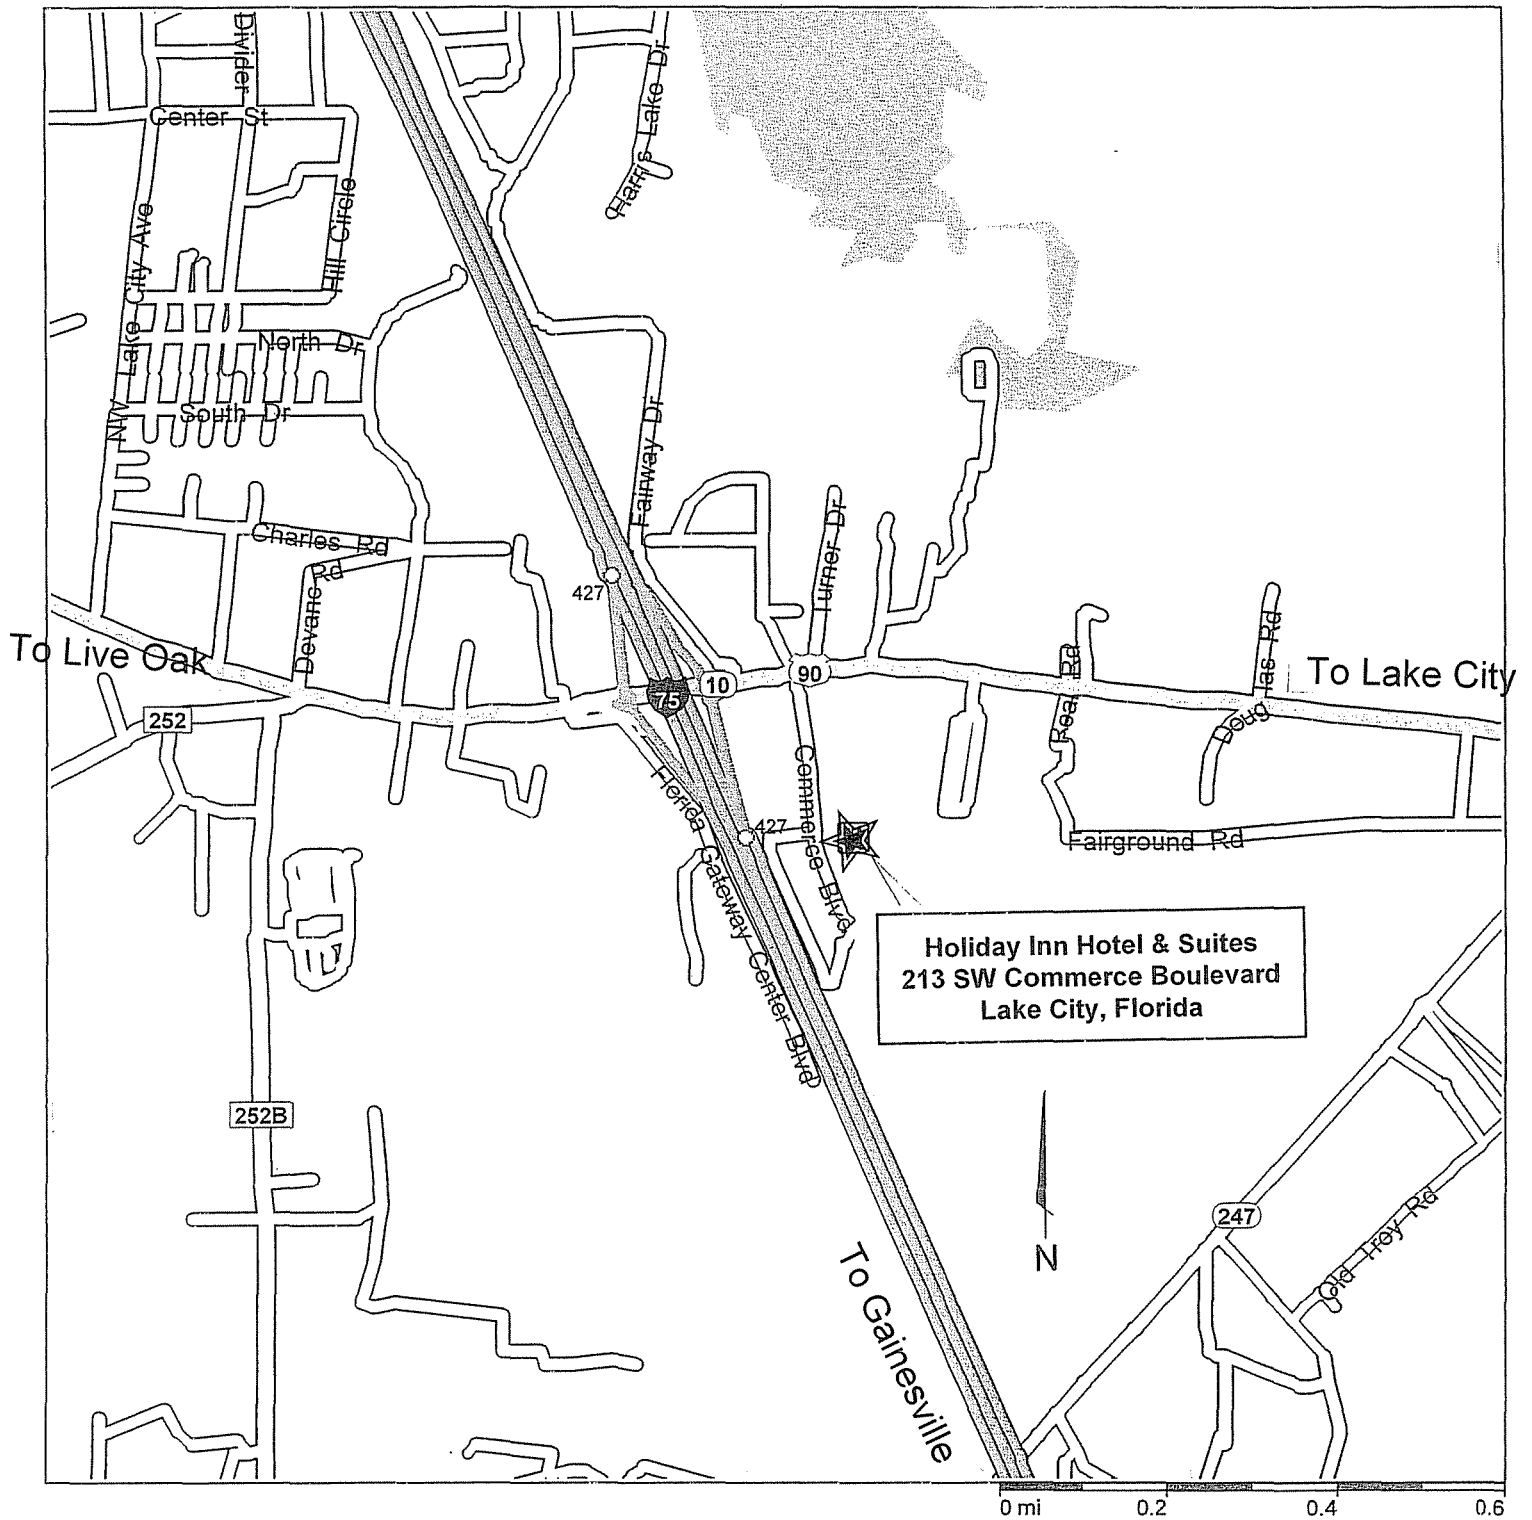 Divider
Center St
Harris Lake Dr
Hill Circle
NW Lake City Ave
North Dr
South Dr
Fairway Dr
Charles Rd
Devane Rd
Turner Dr
427
To Live Oak
75
10
90
Real Rd
Douglas Rd
To Lake City
252
Florida Gateway Center Blvd
Commerce Blvd
427
Fairground Rd
Holiday Inn Hotel & Suites
213 SW Commerce Boulevard
Lake City, Florida
252B
N
247
Old Troy Rd
To Gainesville
0 mi 0.2 0.4 0.6